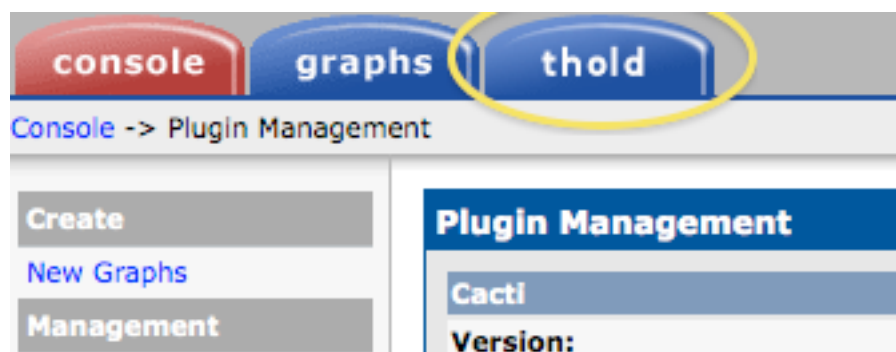 console graphs thold
Console -> Plugin Management
Create
Plugin Management
New Graphs
Cacti
Management
Version: